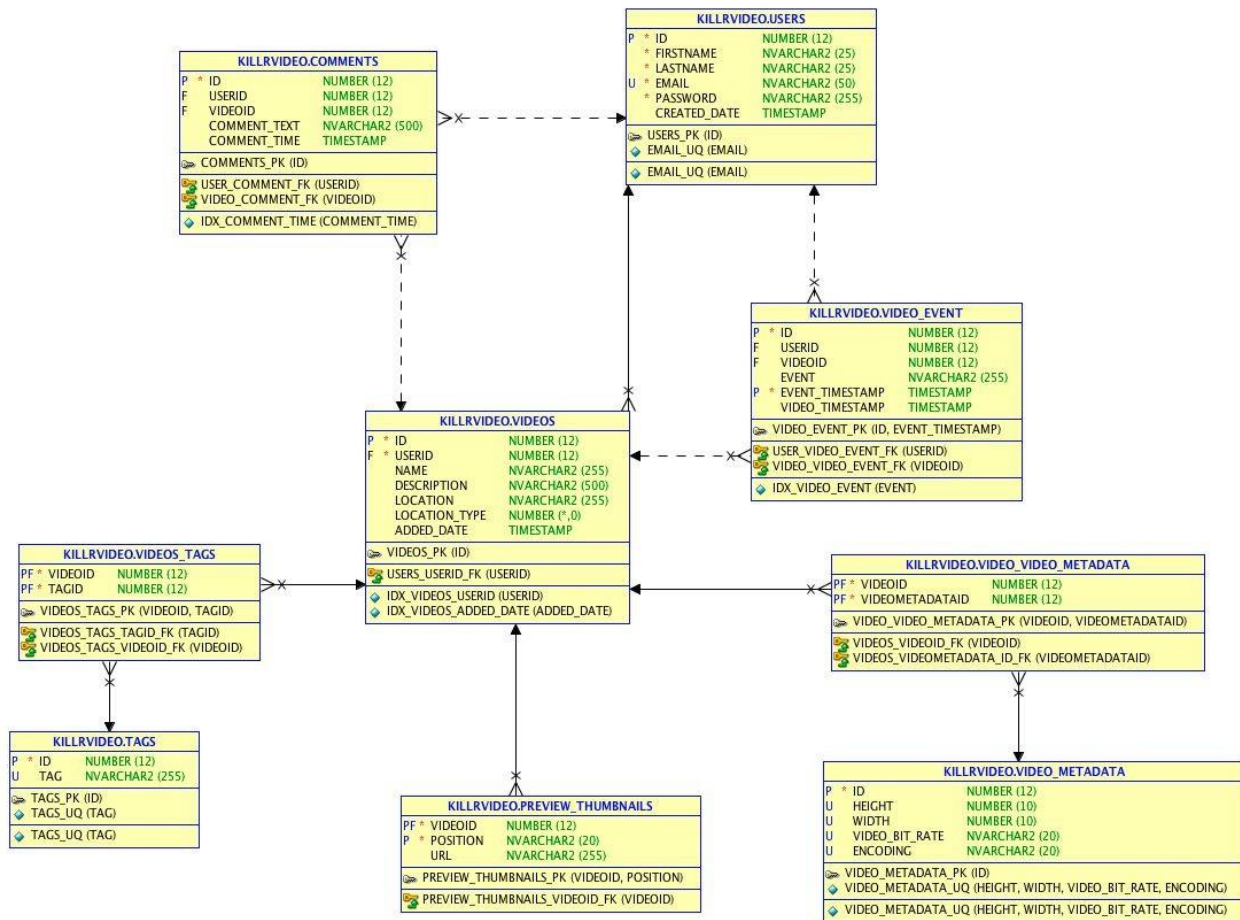 KILLRVIDEO.USERS
P * ID NUMBER (12)
* FIRSTNAME NVARCHAR2 (25)
* LASTNAME NVARCHAR2 (25)
U * EMAIL NVARCHAR2 (50)
* PASSWORD NVARCHAR2 (255)
CREATED_DATE TIMESTAMP
USERS_PK (ID)
EMAIL_UQ (EMAIL)
EMAIL_UQ (EMAIL)
KILLRVIDEO.COMMENTS
P * ID NUMBER (12)
F USERID NUMBER (12)
F VIDEOID NUMBER (12)
COMMENT_TEXT NVARCHAR2 (500)
COMMENT_TIME TIMESTAMP
COMMENTS_PK (ID)
USER_COMMENT_FK (USERID)
VIDEO_COMMENT_FK (VIDEOID)
IDX_COMMENT_TIME (COMMENT_TIME)
KILLRVIDEO.VIDEO_EVENT
P * ID NUMBER (12)
F USERID NUMBER (12)
F VIDEOID NUMBER (12)
EVENT NVARCHAR2 (255)
P * EVENT_TIMESTAMP TIMESTAMP
VIDEO_TIMESTAMP TIMESTAMP
VIDEO_EVENT_PK (ID, EVENT_TIMESTAMP)
USER_VIDEO_EVENT_FK (USERID)
VIDEO_VIDEO_EVENT_FK (VIDEOID)
IDX_VIDEO_EVENT (EVENT)
KILLRVIDEO.VIDEOS
P * ID NUMBER (12)
F * USERID NUMBER (12)
NAME NVARCHAR2 (255)
DESCRIPTION NVARCHAR2 (500)
LOCATION NVARCHAR2 (255)
LOCATION_TYPE NUMBER (*,0)
ADDED_DATE TIMESTAMP
VIDEOS_PK (ID)
USERS_USERID_FK (USERID)
IDX_VIDEOS_USERID (USERID)
IDX_VIDEOS_ADDED_DATE (ADDED_DATE)
KILLRVIDEO.VIDEOS_TAGS
PF * VIDEOID NUMBER (12)
PF * TAGID NUMBER (12)
VIDEOS_TAGS_PK (VIDEOID, TAGID)
VIDEOS_TAGS_TAGID_FK (TAGID)
VIDEOS_TAGS_VIDEOID_FK (VIDEOID)
KILLRVIDEO.VIDEO_VIDEO_METADATA
PF * VIDEOID NUMBER (12)
PF * VIDEOMETADATAID NUMBER (12)
VIDEO_VIDEO_METADATA_PK (VIDEOID, VIDEOMETADATAID)
VIDEOS_VIDEOID_FK (VIDEOID)
VIDEOS_VIDEOMETADATA_ID_FK (VIDEOMETADATAID)
KILLRVIDEO.TAGS
P * ID NUMBER (12)
U TAG NVARCHAR2 (255)
TAGS_PK (ID)
TAGS_UQ (TAG)
TAGS_UQ (TAG)
KILLRVIDEO.PREVIEW_THUMBNAILS
PF * VIDEOID NUMBER (12)
P * POSITION NVARCHAR2 (20)
URL NVARCHAR2 (255)
PREVIEW_THUMBNAILS_PK (VIDEOID, POSITION)
PREVIEW_THUMBNAILS_VIDEOID_FK (VIDEOID)
KILLRVIDEO.VIDEO_METADATA
P * ID NUMBER (12)
U HEIGHT NUMBER (10)
U WIDTH NUMBER (10)
U VIDEO_BIT_RATE NVARCHAR2 (20)
U ENCODING NVARCHAR2 (20)
VIDEO_METADATA_PK (ID)
VIDEO_METADATA_UQ (HEIGHT, WIDTH, VIDEO_BIT_RATE, ENCODING)
VIDEO_METADATA_UQ (HEIGHT, WIDTH, VIDEO_BIT_RATE, ENCODING)